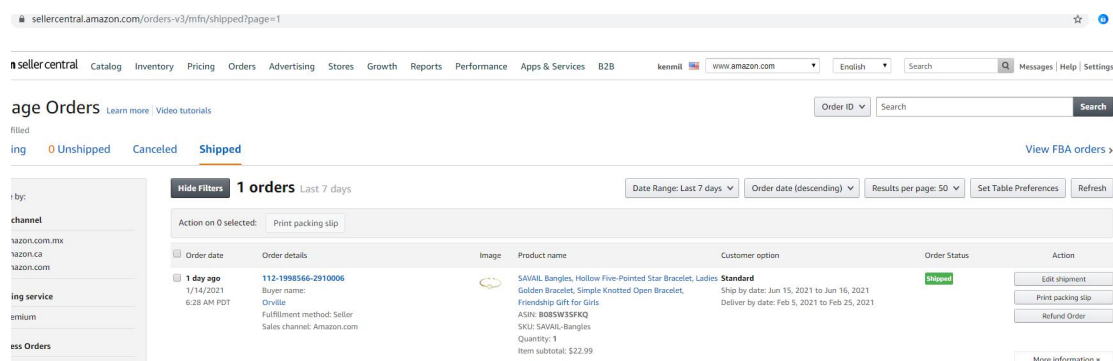 sellercentral.amazon.com/orders-v3/mfn/shipped?page=1
seller central Catalog Inventory Pricing Orders Advertising Stores Growth Reports Performance Apps & Services B2B kenmil www.amazon.com English Search Messages | Help | Settings
age Orders Learn more | Video tutorials Order ID Search Search
filled
ing 0 Unshipped Canceled Shipped View FBA orders >
Hide Filters 1 orders Last 7 days Date Range: Last 7 days Order date (descending) Results per page: 50 Set Table Preferences Refresh
by:
Action on 0 selected: Print packing slip
channel
nazon.com.mx
nazon.ca
nazon.com
Order date Order details Image Product name Customer option Order Status Action
1 day ago 112-1998566-2910006 SAVAIL Bangles, Hollow Five-Pointed Star Bracelet, Ladies Standard Shipped Edit shipment
1/14/2021 Buyer name: Golden Bracelet, Simple Knotted Open Bracelet, Ship by date: Jun 15, 2021 to Jun 16, 2021
ing service Print packing slip
6:28 AM PDT Orville Friendship Gift for Girls Deliver by date: Feb 5, 2021 to Feb 25, 2021
emium Fulfillment method: Seller ASIN: B08SW3SFKQ Refund Order
Sales channel: Amazon.com SKU: SAVAIL-Bangles
Quantity: 1
ess Orders Item subtotal: $22.99
More information